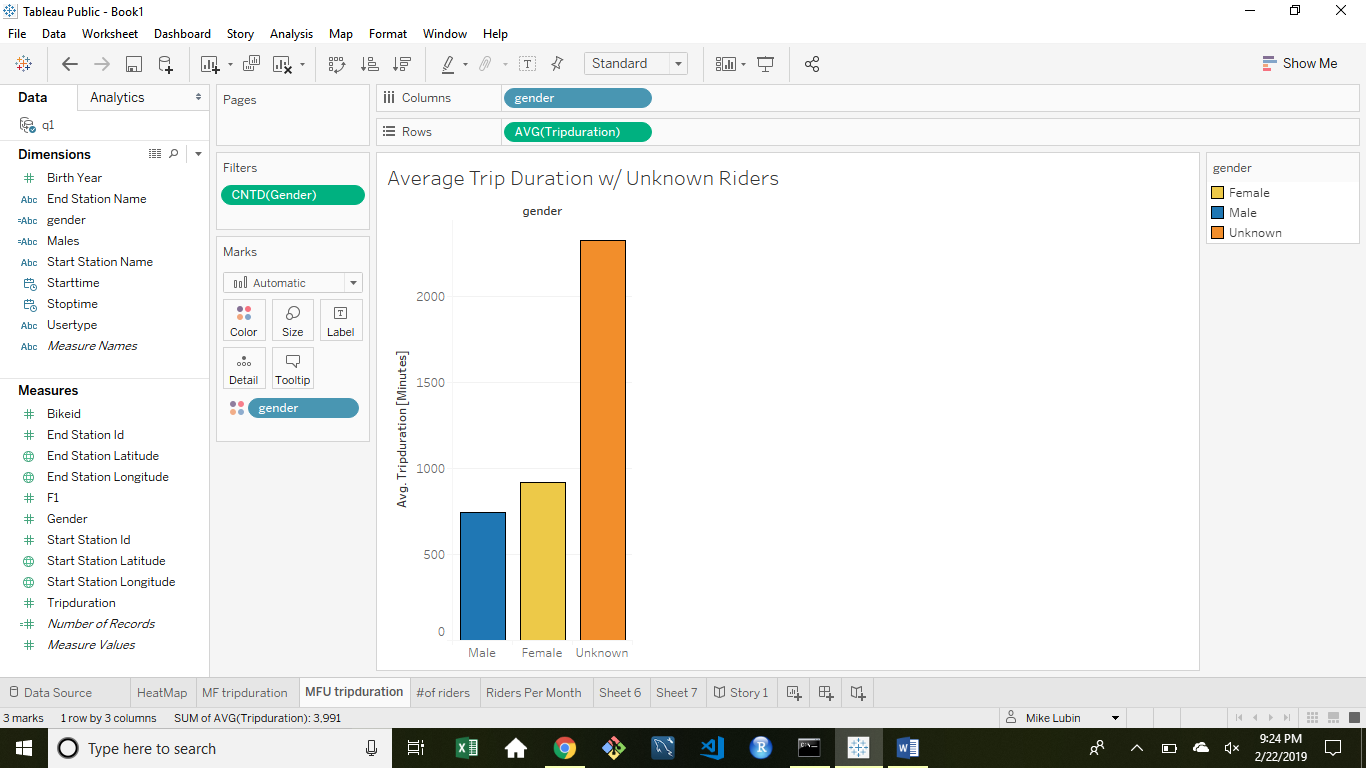 Tableau Public - Book1
File Data Worksheet Dashboard Story Analysis Map Format Window Help
Standard
Show Me
Data Analytics
q1
Dimensions
Abc
Birth Year
Abc End Station Name
=Abc gender
=Abc Males
Abc Start Station Name
Starttime
Stoptime
Abc Usertype
Abc Measure Names
Measures
# Bikeid
# End Station Id
End Station Latitude
End Station Longitude
# F1
# Gender
# Start Station Id
Start Station Latitude
Start Station Longitude
# Tripduration
=# Number of Records
# Measure Values
Pages
Filters
CNTD(Gender)
Marks
Automatic
Color Size Label
Detail Tooltip
gender
Columns gender
Rows AVG(Tripduration)
Average Trip Duration w/ Unknown Riders
gender
Avg. Tripduration [Minutes]
2000
1500
1000
500
0
Male Female Unknown
gender
Female
Male
Unknown
Data Source HeatMap MF tripduration MFU tripduration #of riders Riders Per Month Sheet 6 Sheet 7 Story 1
3 marks 1 row by 3 columns SUM of AVG(Tripduration): 3,991 Mike Lubin
Type here to search
9:24 PM
2/22/2019